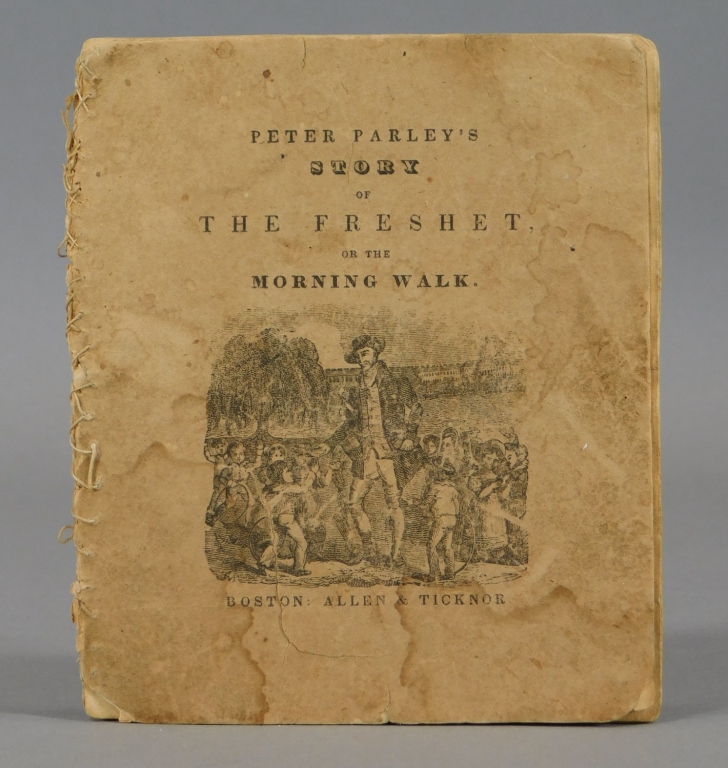 PETER PARLEY'S
STORY
OF
THE FRESHET,
OR THE
MORNING WALK.
BOSTON: ALLEN & TICKNOR